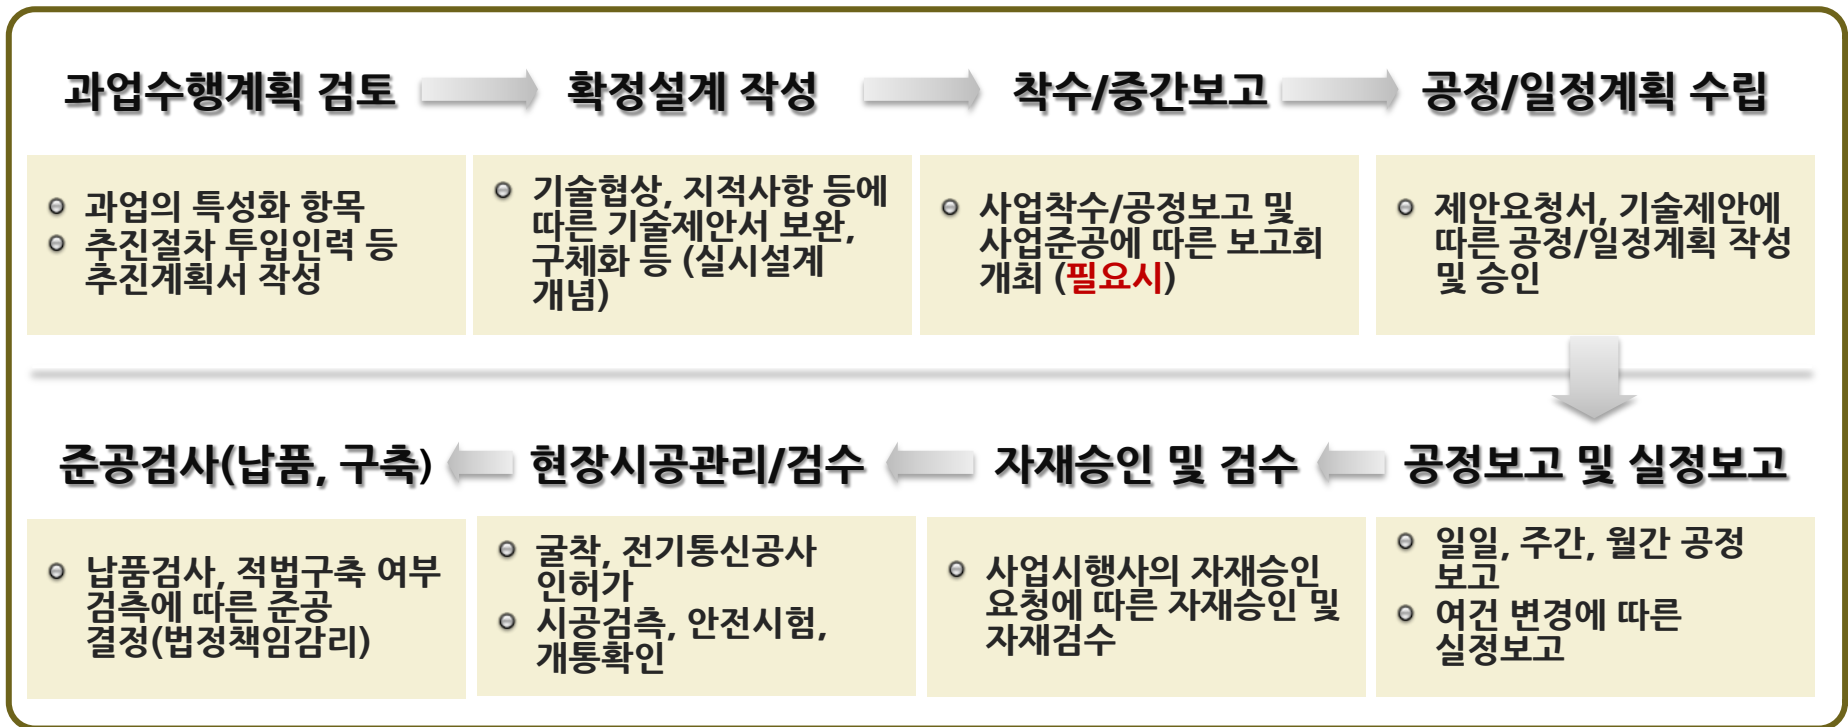 과업수행계획 검토
확정설계 작성
착수/중간보고
공정/일정계획 수립
과업의 특성화 항목
추진절차 투입인력 등
추진계획서 작성
기술협상, 지적사항 등에
따른 기술제안서 보완,
구체화 등 (실시설계
개념)
사업착수/공정보고 및
사업준공에 따른 보고회
개최 (필요시)
제안요청서, 기술제안에
따른 공정/일정계획 작성
및 승인
준공검사(납품, 구축)
현장시공관리/검수
자재승인 및 검수
공정보고 및 실정보고
납품검사, 적법구축 여부
검측에 따른 준공
결정(법정책임감리)
굴착, 전기통신공사
인허가
시공검측, 안전시험,
개통확인
사업시행사의 자재승인
요청에 따른 자재승인 및
자재검수
일일, 주간, 월간 공정
보고
여건 변경에 따른
실정보고